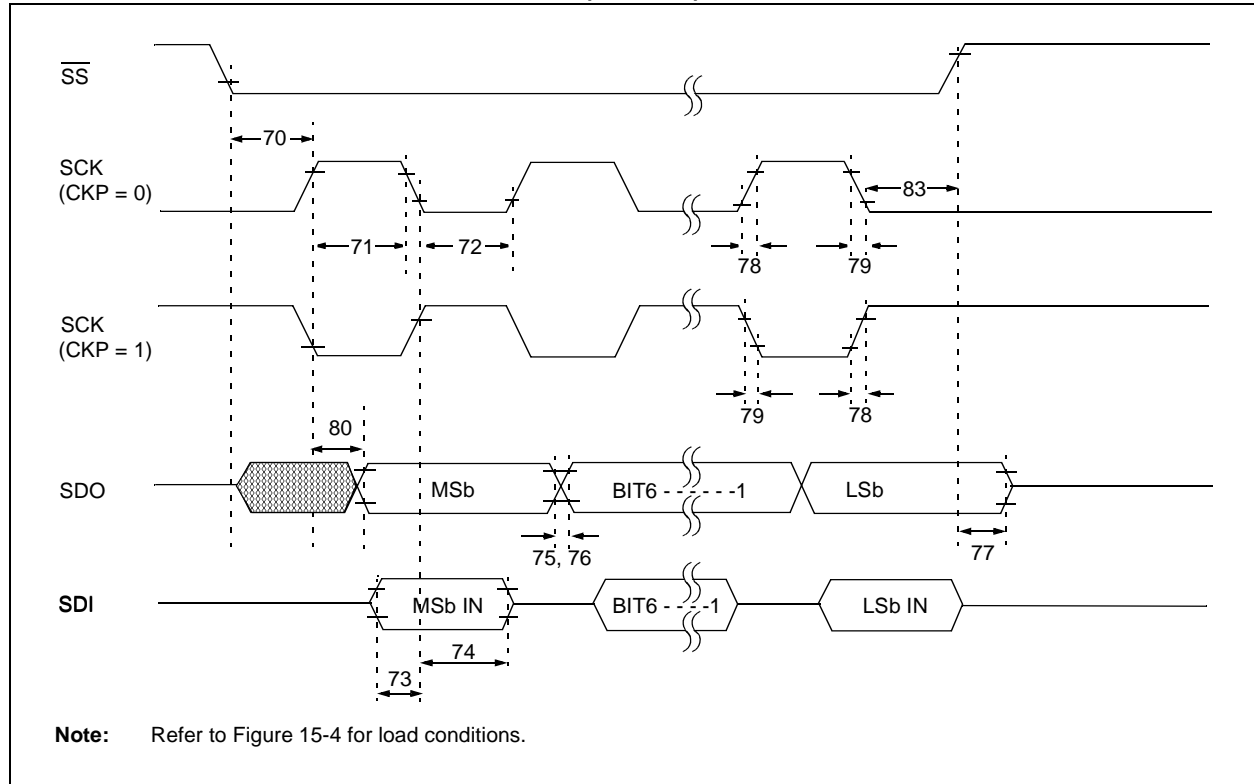 SS
70
SCK
(CKP = 0)
83
71
72
78
79
SCK
(CKP = 1)
79
78
80
SDO
MSb
BIT6 - - - - - - -1
LSb
75, 76
77
SDI
MSb IN
BIT6 - - - - -1
LSb IN
74
73
Note: Refer to Figure 15-4 for load conditions.